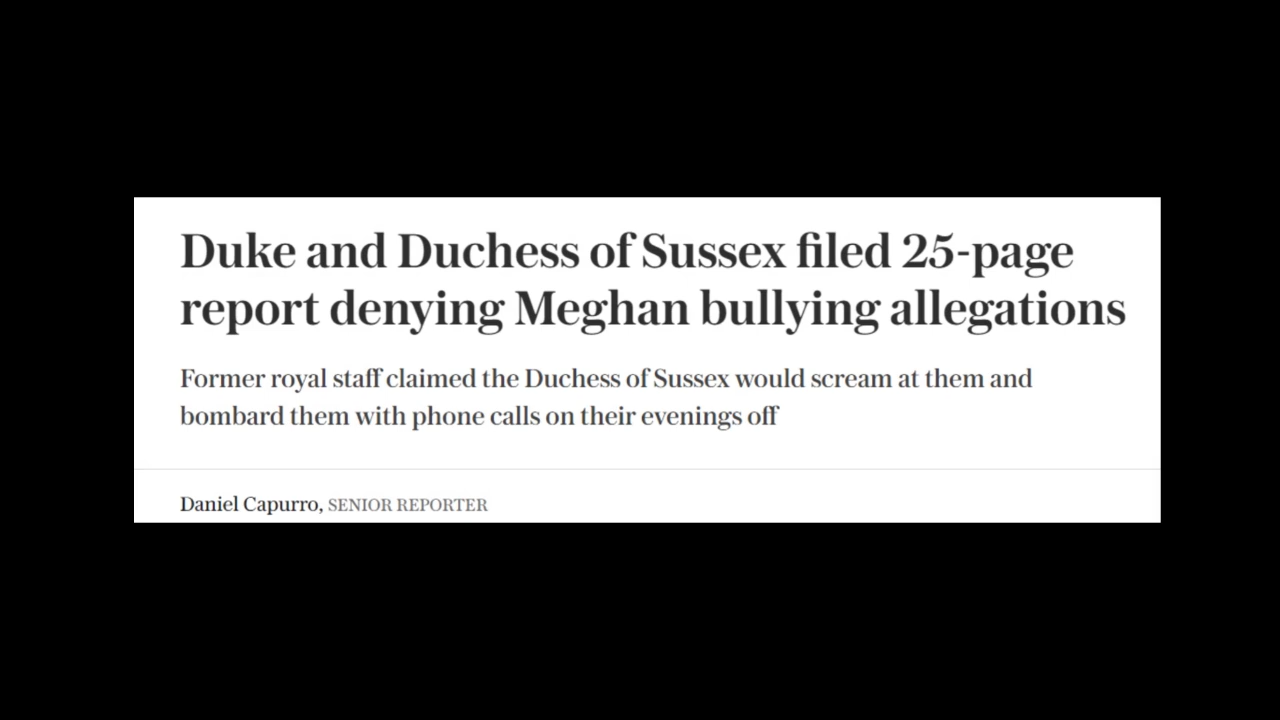 Duke and Duchess of Sussex filed 25-page
report denying Meghan bullying allegations
Former royal staff claimed the Duchess of Sussex would scream at them and
bombard them with phone calls on their evenings off
Daniel Capurro, SENIOR REPORTER